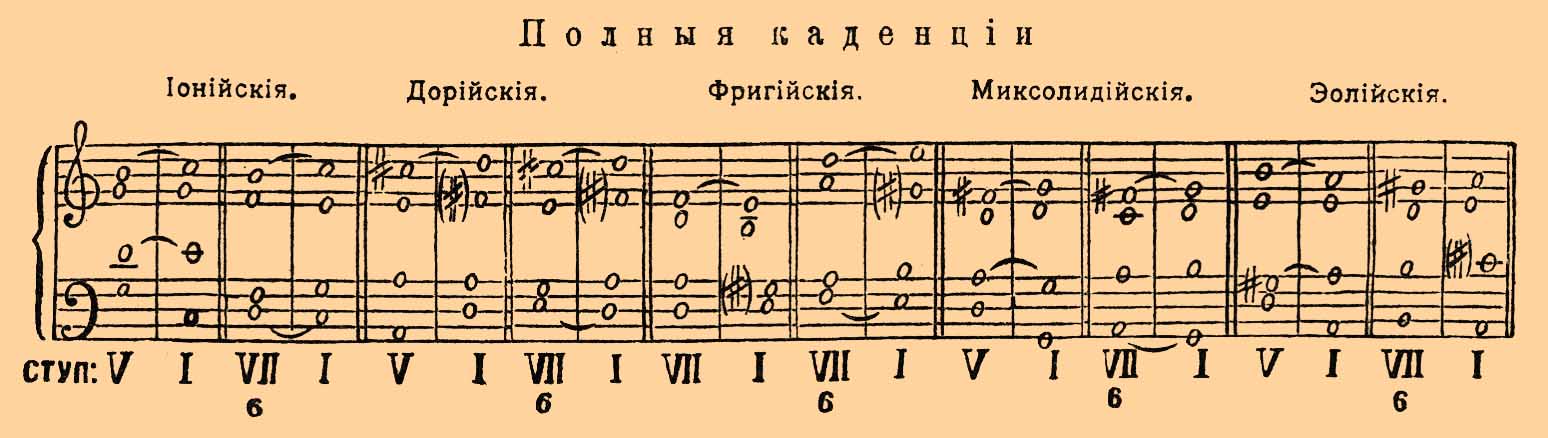 Полныя каденціи
Іонійскія. Дорійскія. Фригійскія. Миксолидійскія. Эолійскія.
ступ: V I VII I V I VII I VII I VII I V I VII I V I VII I
6 6 6 6 6